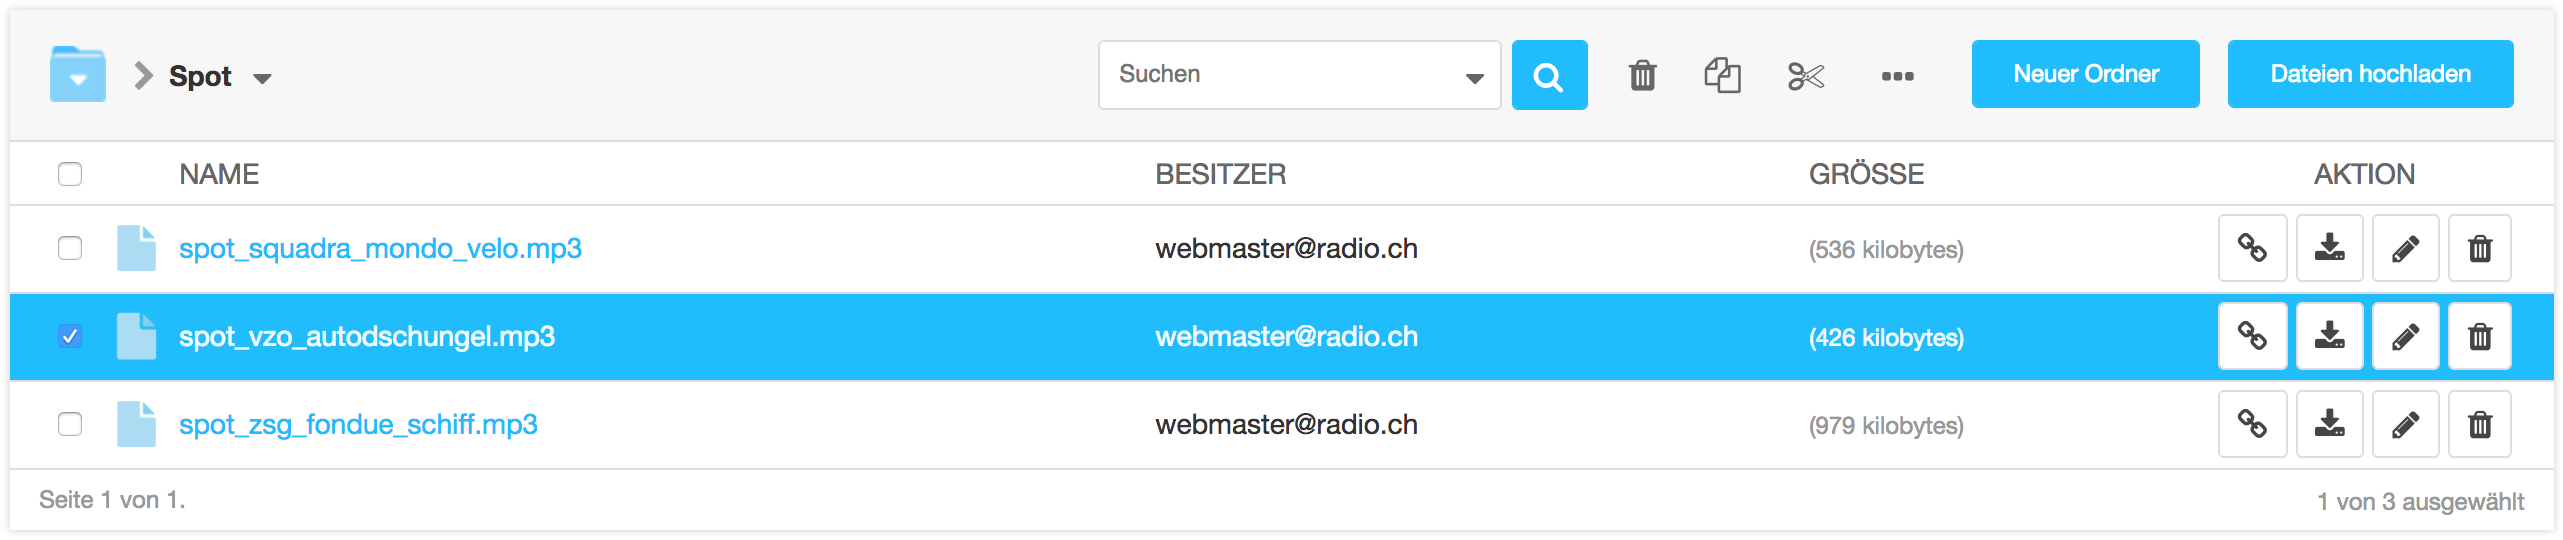 Spot
Suchen
Neuer Ordner
Dateien hochladen
NAME BESITZER GRÖSSE AKTION
spot_squadra_mondo_velo.mp3 webmaster@radio.ch (536 kilobytes)
spot_vzo_autodschungel.mp3 webmaster@radio.ch (426 kilobytes)
spot_zsg_fondue_schiff.mp3 webmaster@radio.ch (979 kilobytes)
Seite 1 von 1. 1 von 3 ausgewählt